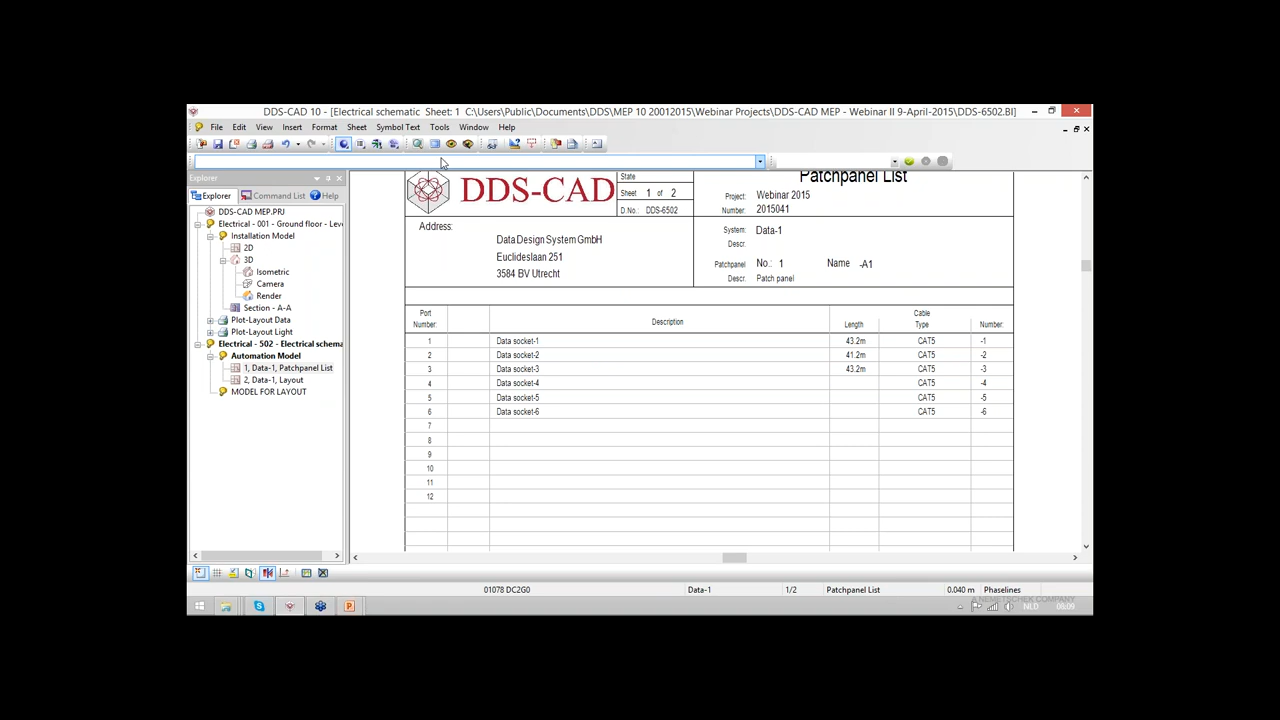 DDS-CAD 10 - [Electrical schematic Sheet: 1 C:\Users\Public\Documents\DDS\MEP 10 20012015\Webinar Projects\DDS-CAD MEP - Webinar II 9-April-2015\DDS-6502.BI]
File Edit View Insert Format Sheet Symbol Text Tools Window Help
Explorer
Explorer Command List Help
DDS-CAD MEP.PRJ
Electrical - 001 - Ground floor - Leve
Installation Model
2D
3D
Isometric
Camera
Render
Section - A-A
Plot-Layout Data
Plot-Layout Light
Electrical - 502 - Electrical schema
Automation Model
1, Data-1, Patchpanel List
2, Data-1, Layout
MODEL FOR LAYOUT
DDS-CAD
State
Sheet 1 of 2
D.No.: DDS-6502
Patchpanel List
Project: Webinar 2015
Number: 2015041
Address:
Data Design System GmbH
Euclideslaan 251
3584 BV Utrecht
System: Data-1
Descr.
Patchpanel No.: 1 Name -A1
Descr. Patch panel
Port Number: Description Length Cable Type Number:
1 Data socket-1 43.2m CAT5 -1
2 Data socket-2 41.2m CAT5 -2
3 Data socket-3 43.2m CAT5 -3
4 Data socket-4 CAT5 -4
5 Data socket-5 CAT5 -5
6 Data socket-6 CAT5 -6
7
8
9
10
11
12
01078 DC2G0 Data-1 1/2 Patchpanel List 0.040 m Phaselines
A NEMETSCHEK COMPANY
NLD 08:09